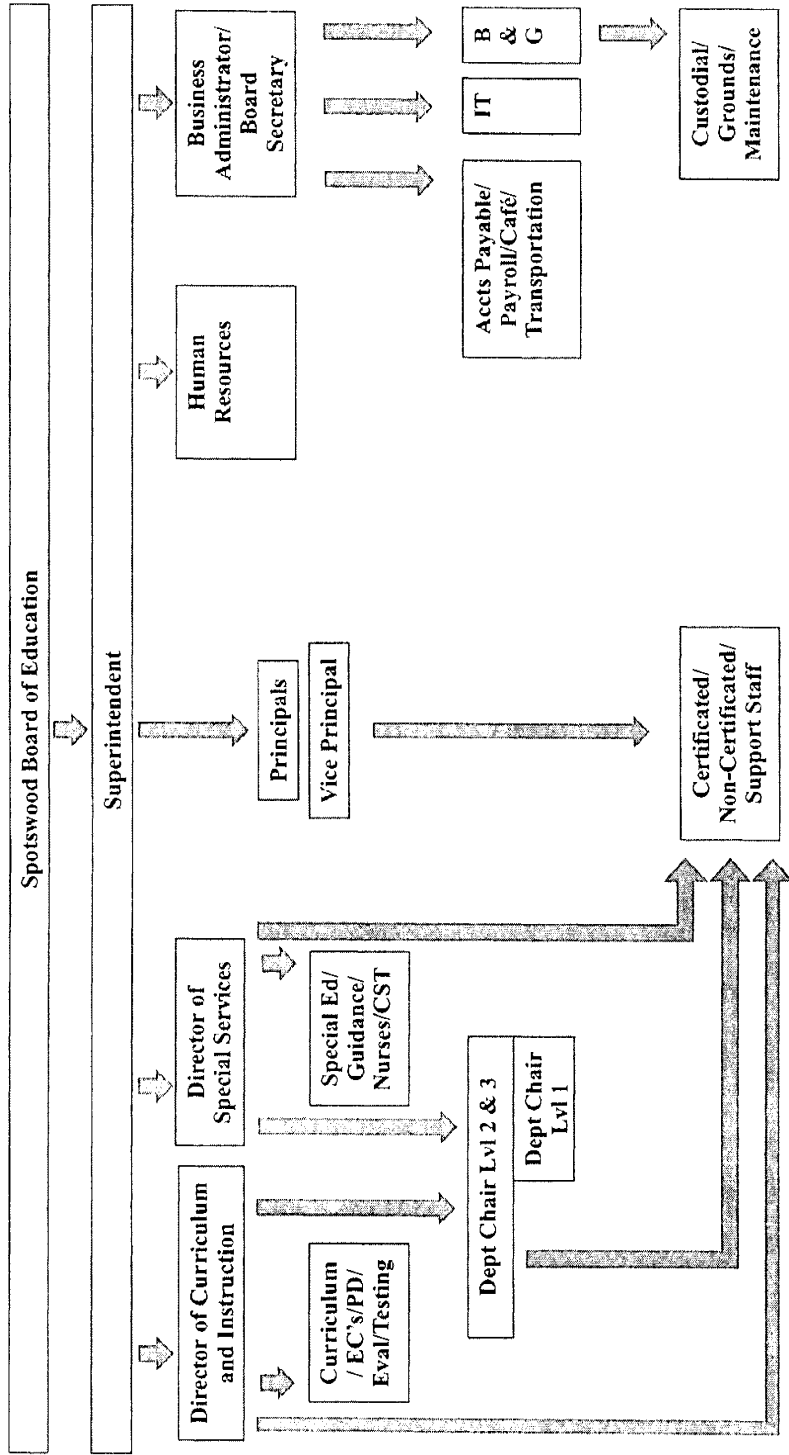 Spotswood Board of Education
Superintendent
Director of Curriculum
and Instruction
Director of
Special Services
Human
Resources
Business
Administrator/
Board
Secretary
Principals
Vice Principal
Curriculum
/ EC's/PD/
Eval/Testing
Special Ed/
Guidance/
Nurses/CST
Dept Chair Lvl 2 & 3
Dept Chair
Lvl 1
Accts Payable/
Payroll/Café/
Transportation
IT
B
&
G
Certificated/
Non-Certificated/
Support Staff
Custodial/
Grounds/
Maintenance